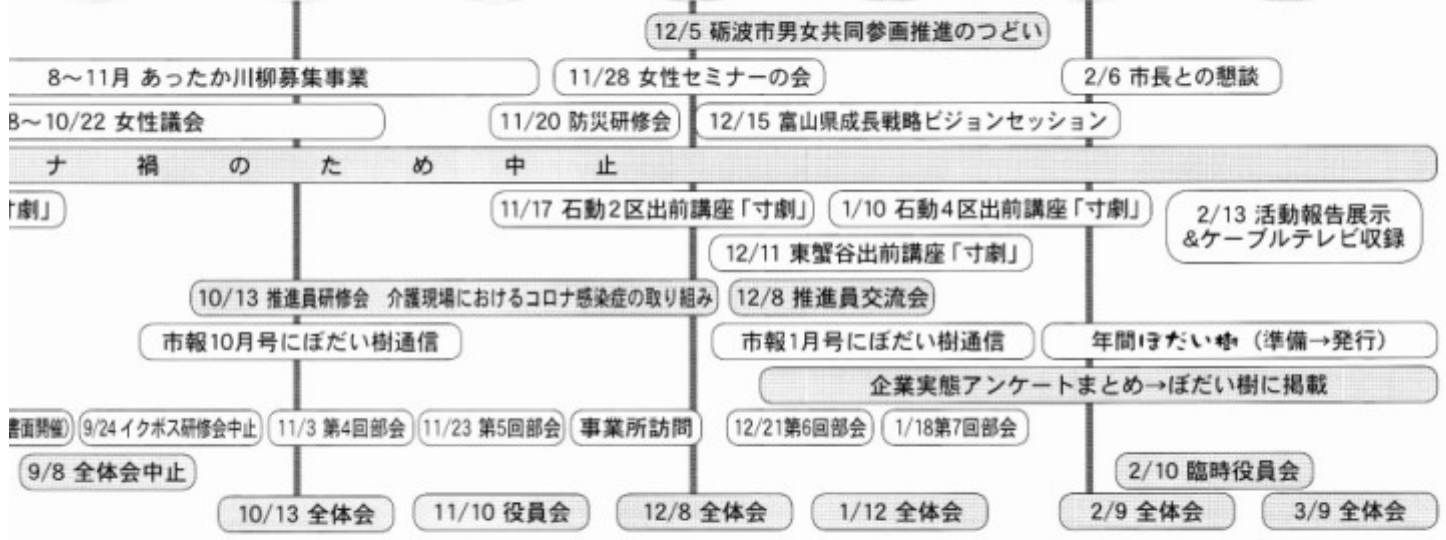 12/5 砺波市男女共同参画推進のつどい
8～11月 あったか川柳募集事業
11/28 女性セミナーの会
2/6 市長との懇談
8～10/22 女性議会
11/20 防災研修会
12/15 富山県成長戦略ビジョンセッション
ナ禍のため中止
寸劇」
11/17 石動2区出前講座「寸劇」
1/10 石動4区出前講座「寸劇」
2/13 活動報告展示
&ケーブルテレビ収録
12/11 東蟹谷出前講座「寸劇」
10/13 推進員研修会　介護現場におけるコロナ感染症の取り組み
12/8 推進員交流会
市報10月号にぼだい樹通信
市報1月号にぼだい樹通信
年間ぼだい樹（準備→発行）
企業実態アンケートまとめ→ぼだい樹に掲載
書面開催）
9/24 イクボス研修会中止
11/3 第4回部会
11/23 第5回部会
事業所訪問
12/21第6回部会
1/18第7回部会
9/8 全体会中止
2/10 臨時役員会
10/13 全体会
11/10 役員会
12/8 全体会
1/12 全体会
2/9 全体会
3/9 全体会